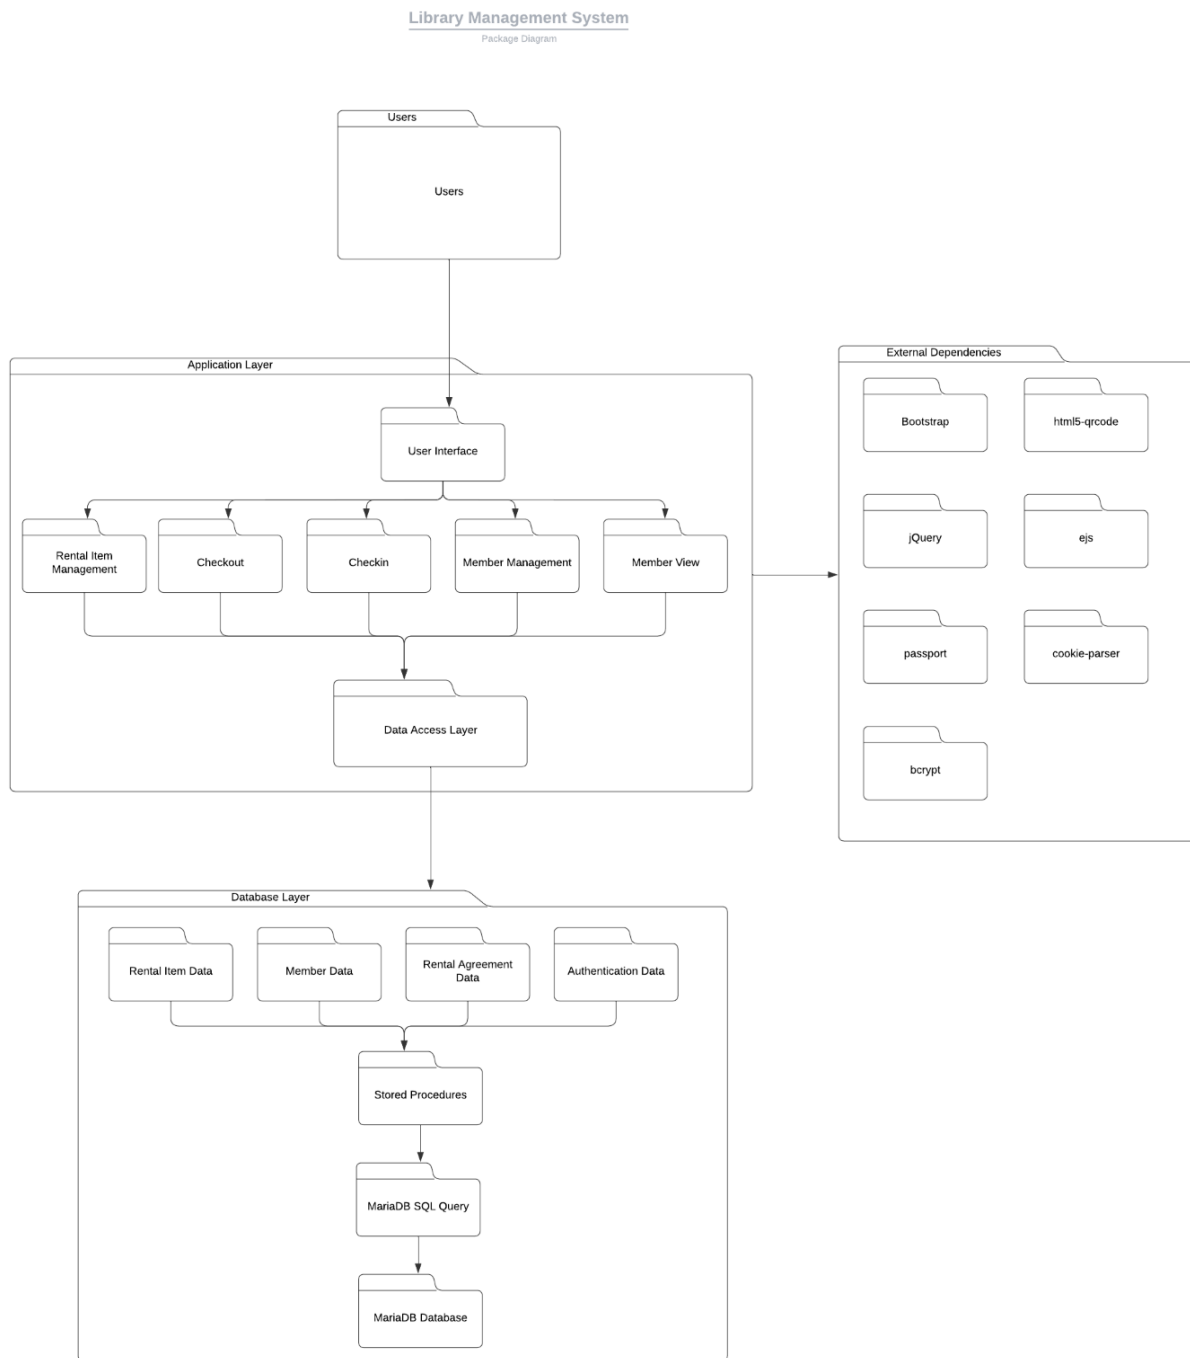 Library Management System
Package Diagram
Users
Users
Application Layer
User Interface
Rental Item
Management
Checkout
Checkin
Member Management
Member View
Data Access Layer
External Dependencies
Bootstrap
html5-qrcode
jQuery
ejs
passport
cookie-parser
bcrypt
Database Layer
Rental Item Data
Member Data
Rental Agreement
Data
Authentication Data
Stored Procedures
MariaDB SQL Query
MariaDB Database